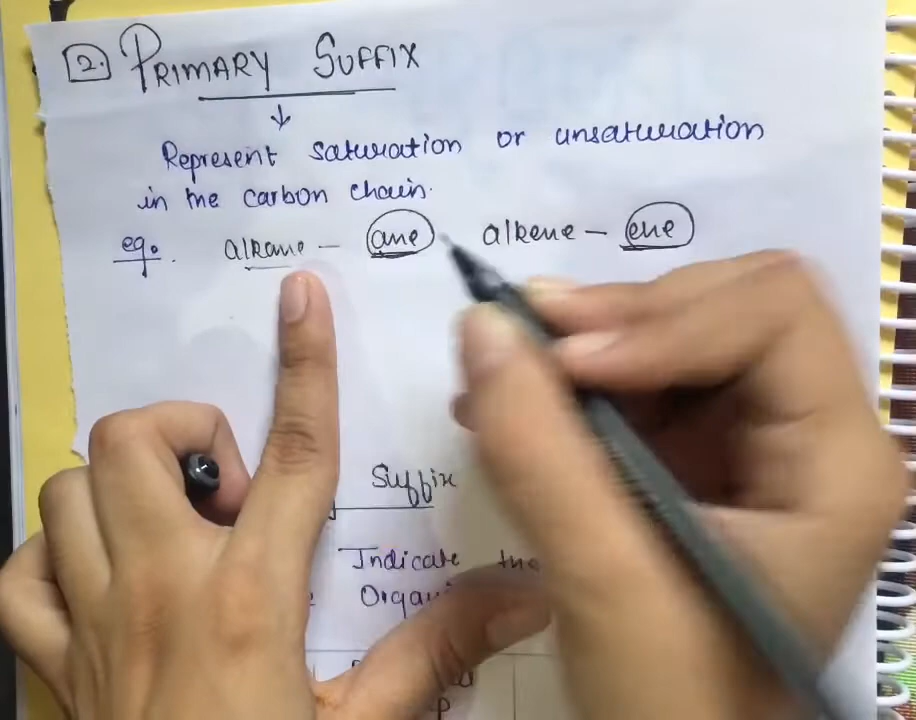 2. PRIMARY SUFFIX
↓
Represent saturation or unsaturation
in the carbon chain.
eg. alkane – ane alkene – ene
Suffix
Indicate the